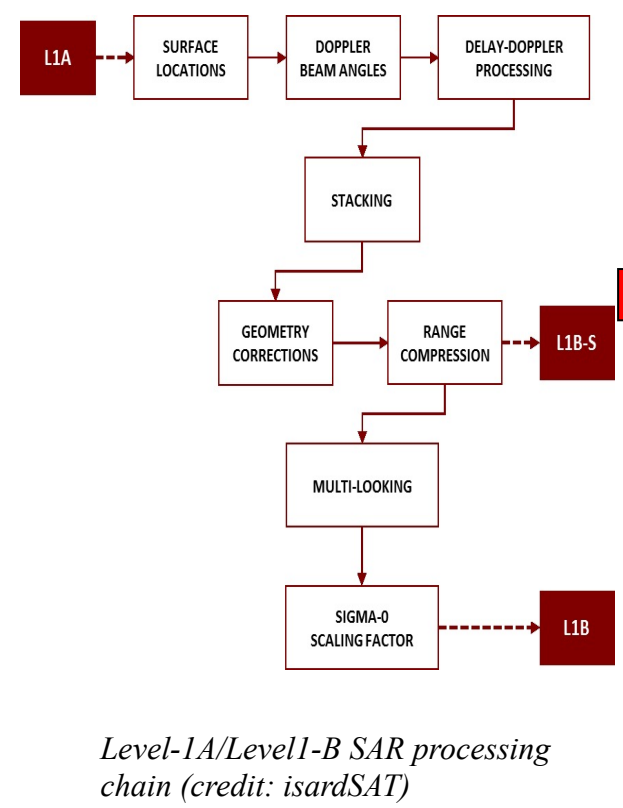 L1A
SURFACE
LOCATIONS
DOPPLER
BEAM ANGLES
DELAY-DOPPLER
PROCESSING
STACKING
GEOMETRY
CORRECTIONS
RANGE
COMPRESSION
L1B-S
MULTI-LOOKING
SIGMA-0
SCALING FACTOR
L1B
Level-1A/Level1-B SAR processing
chain (credit: isardSAT)